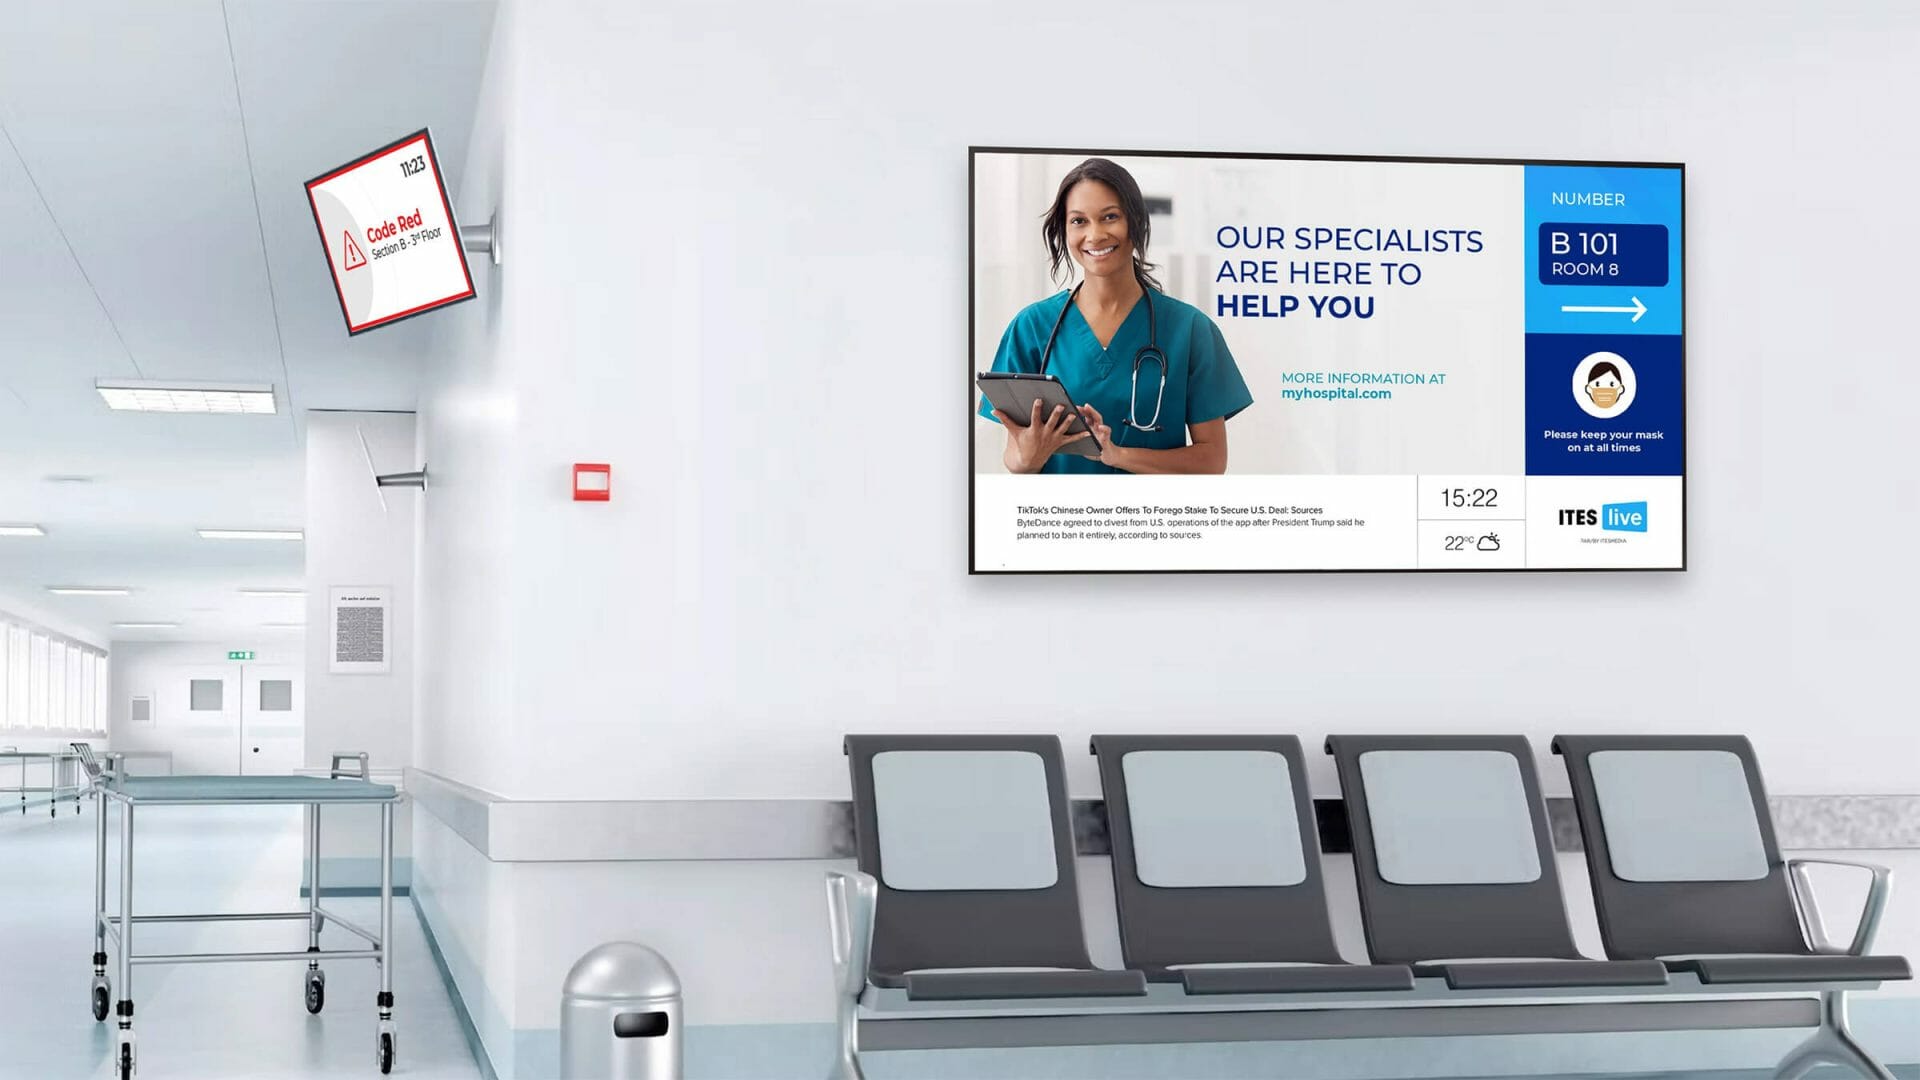 11:23
Code Red
Section B - 3rd Floor
OUR SPECIALISTS
ARE HERE TO
HELP YOU
MORE INFORMATION AT
myhospital.com
NUMBER
B 101
ROOM 8
Please keep your mask
on at all times
TikTok's Chinese Owner Offers To Forego Stake To Secure U.S. Deal: Sources
ByteDance agreed to divest from U.S. operations of the app after President Trump said he
planned to ban it entirely, according to sources.
15:22
22°C
ITES live